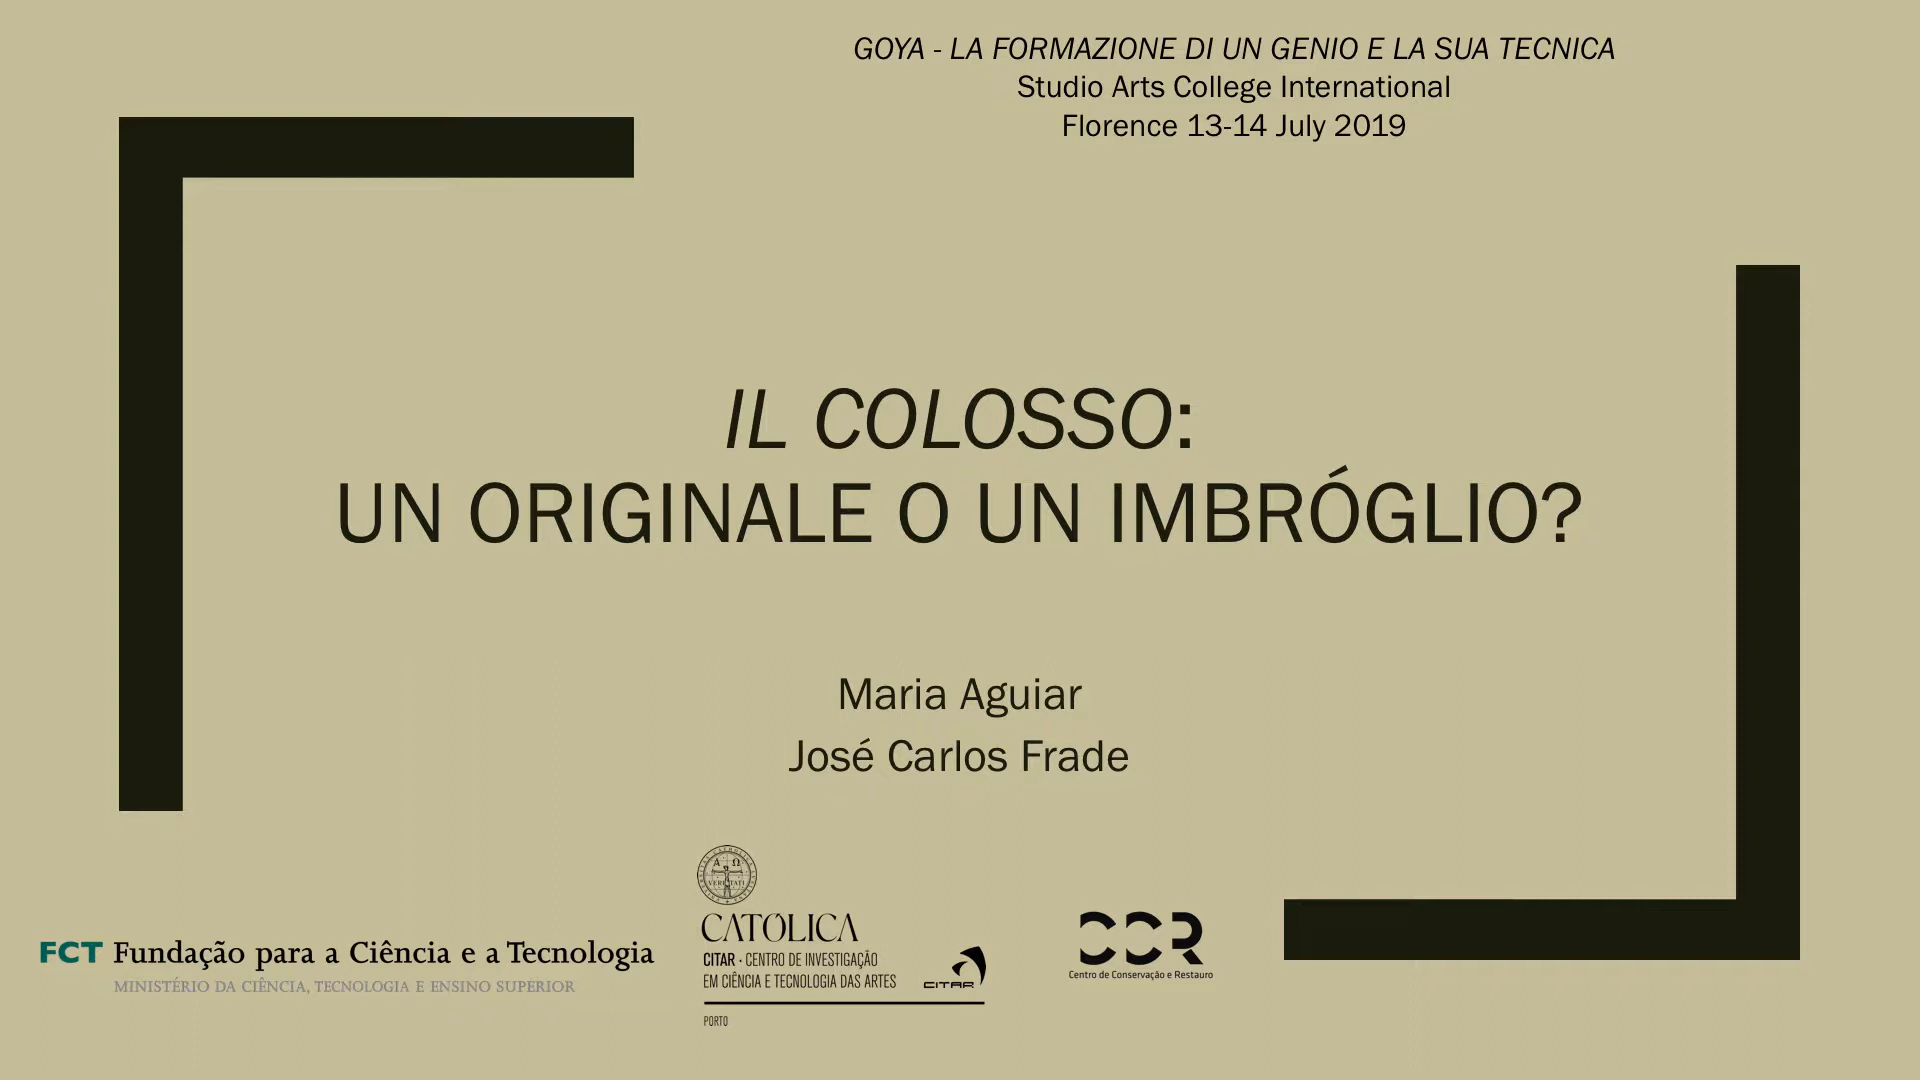 GOYA - LA FORMAZIONE DI UN GENIO E LA SUA TECNICA
Studio Arts College International
Florence 13-14 July 2019
IL COLOSSO:
UN ORIGINALE O UN IMBRÓGLIO?
Maria Aguiar
José Carlos Frade
FCT Fundação para a Ciência e a Tecnologia
MINISTÉRIO DA CIÊNCIA, TECNOLOGIA E ENSINO SUPERIOR
CATÓLICA
CITAR · CENTRO DE INVESTIGAÇÃO
EM CIÊNCIA E TECNOLOGIA DAS ARTES
CITAR
PORTO
CCR
Centro de Conservação e Restauro